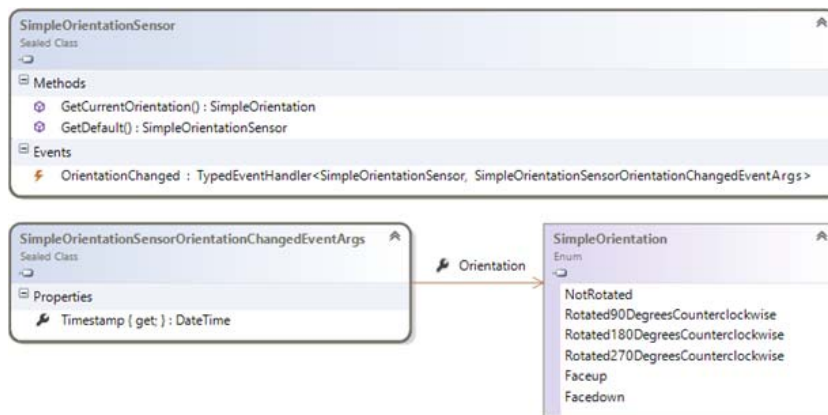 SimpleOrientationSensor
Sealed Class
Methods
GetCurrentOrientation() : SimpleOrientation
GetDefault() : SimpleOrientationSensor
Events
OrientationChanged : TypedEventHandler<SimpleOrientationSensor, SimpleOrientationSensorOrientationChangedEventArgs>
SimpleOrientationSensorOrientationChangedEventArgs
Sealed Class
Properties
Timestamp { get; } : DateTime
Orientation
SimpleOrientation
Enum
NotRotated
Rotated90DegreesCounterclockwise
Rotated180DegreesCounterclockwise
Rotated270DegreesCounterclockwise
Faceup
Facedown